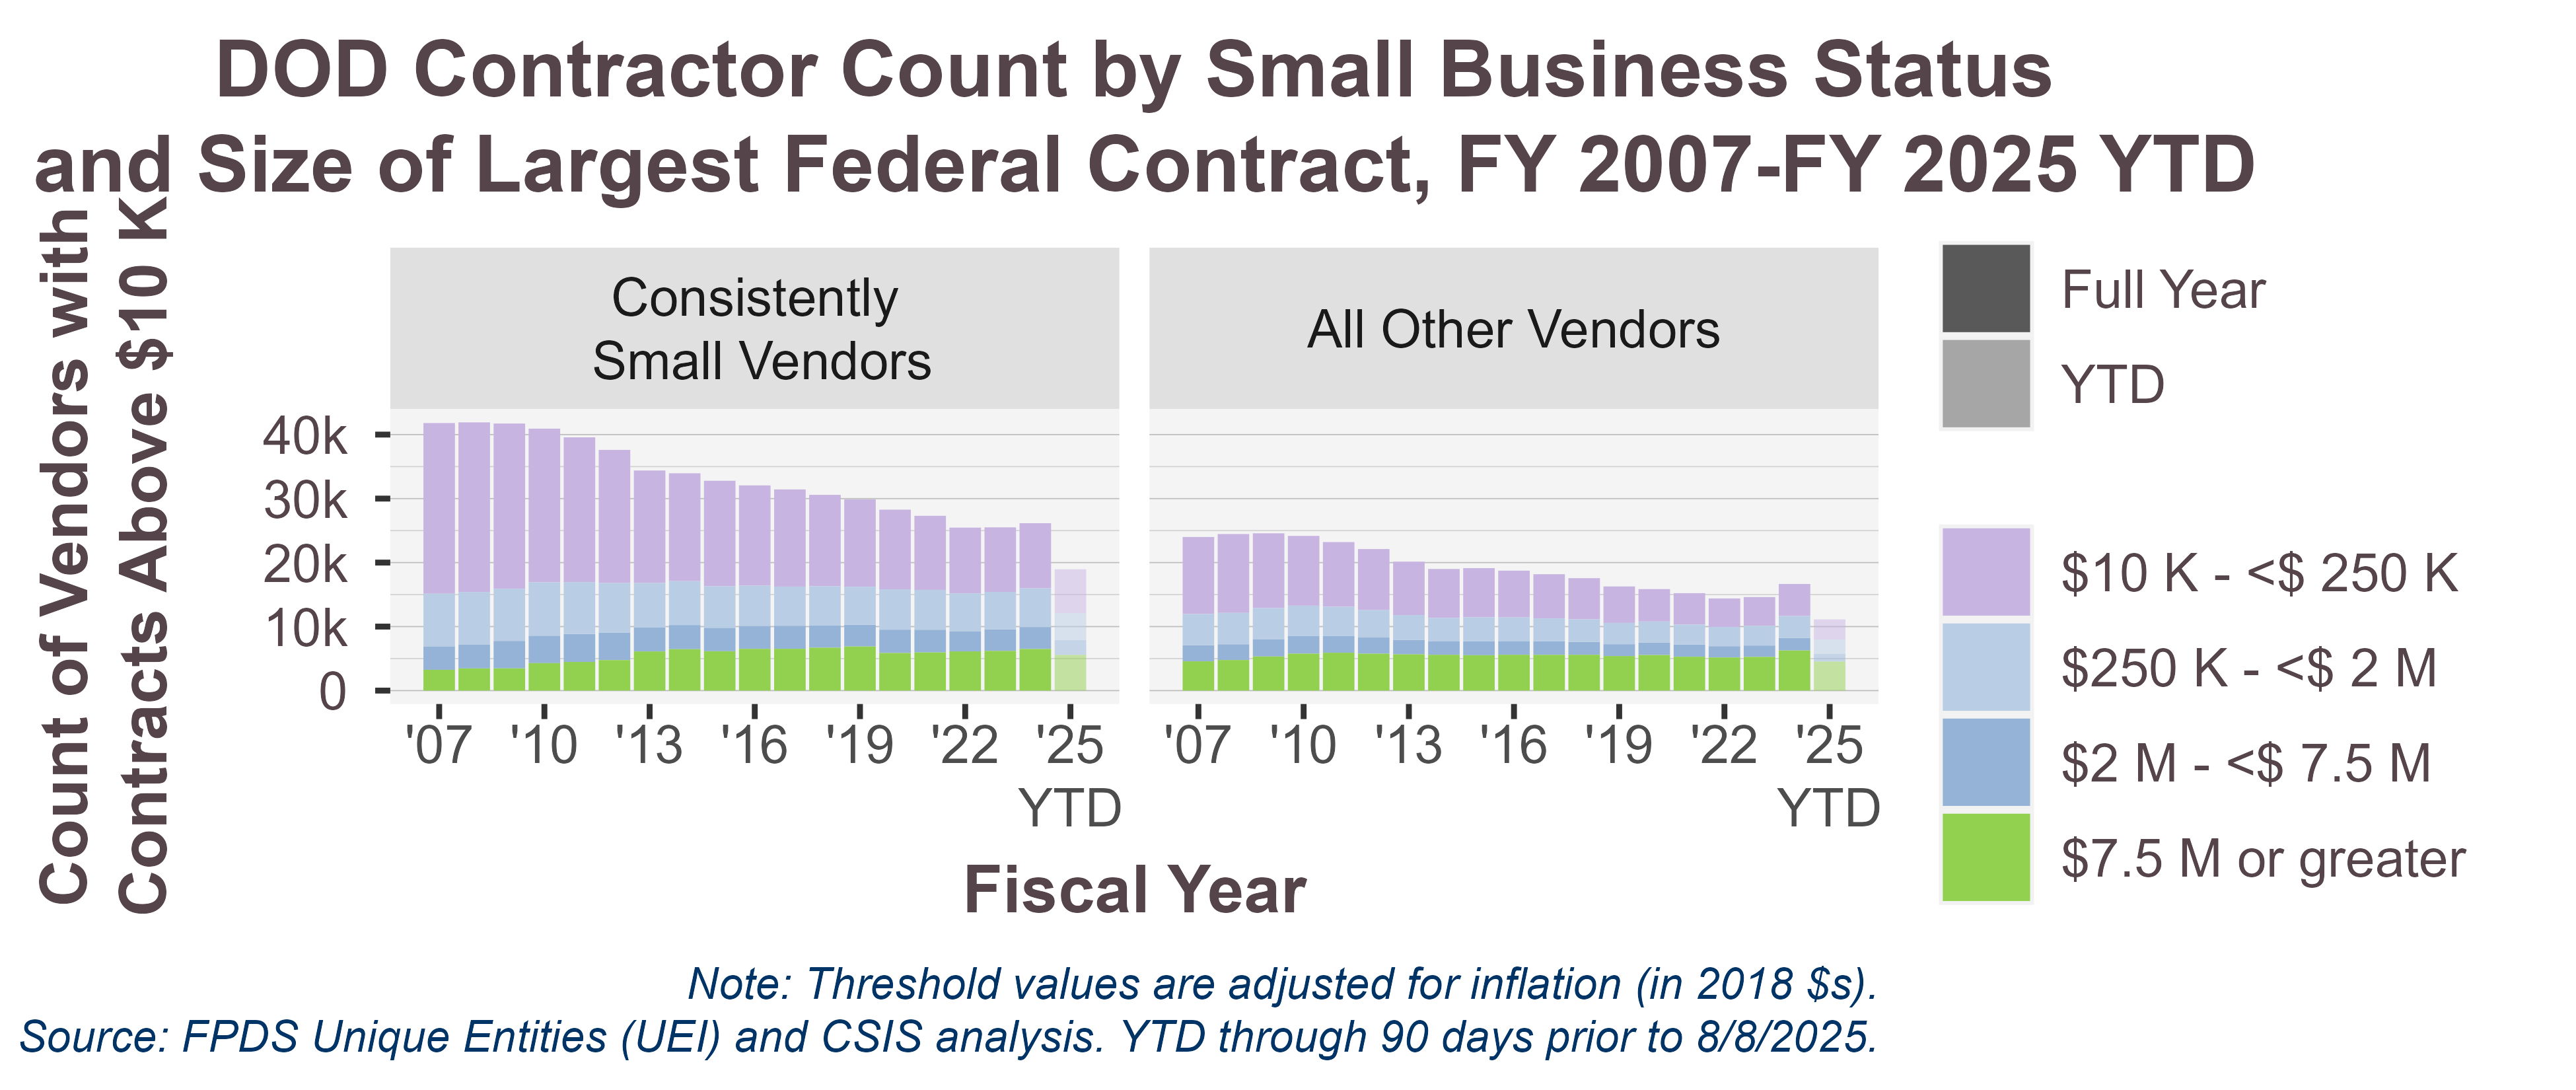 DOD Contractor Count by Small Business Status
and Size of Largest Federal Contract, FY 2007-FY 2025 YTD
Count of Vendors with
Contracts Above $10 K
Consistently
Small Vendors
All Other Vendors
40k
30k
20k
10k
0
'07 '10 '13 '16 '19 '22 '25
YTD
'07 '10 '13 '16 '19 '22 '25
YTD
Fiscal Year
Full Year
YTD
$10 K - <$ 250 K
$250 K - <$ 2 M
$2 M - <$ 7.5 M
$7.5 M or greater
Note: Threshold values are adjusted for inflation (in 2018 $s).
Source: FPDS Unique Entities (UEI) and CSIS analysis. YTD through 90 days prior to 8/8/2025.